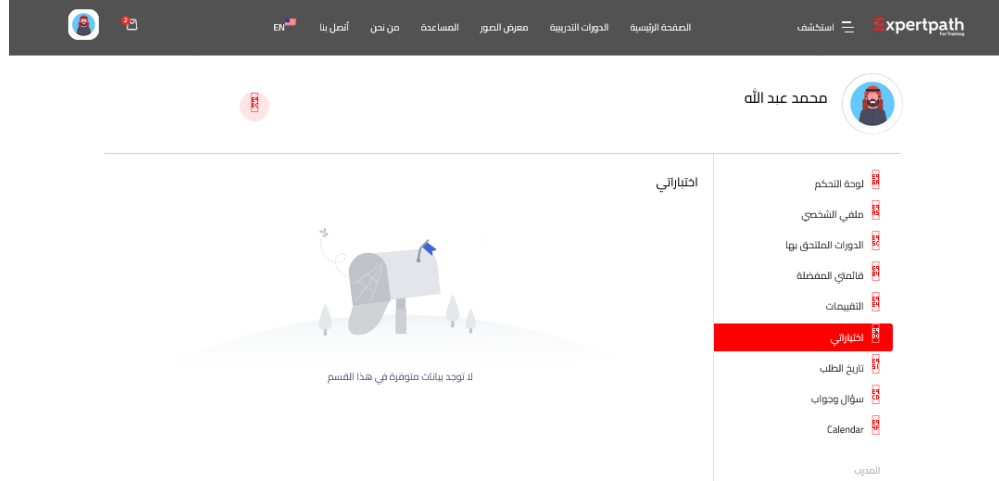 Expertpath
For Training
استكشف
الصفحة الرئيسية
الدورات التدريبية
معرض الصور
المساعدة
من نحن
أتصل بنا
EN
محمد عبد الله
لوحة التحكم
ملفي الشخصي
الدورات الملتحق بها
قائمتي المفضلة
التقييمات
اختباراتي
تاريخ الطلب
سؤال وجواب
Calendar
المدرب
اختباراتي
لا توجد بيانات متوفرة في هذا القسم